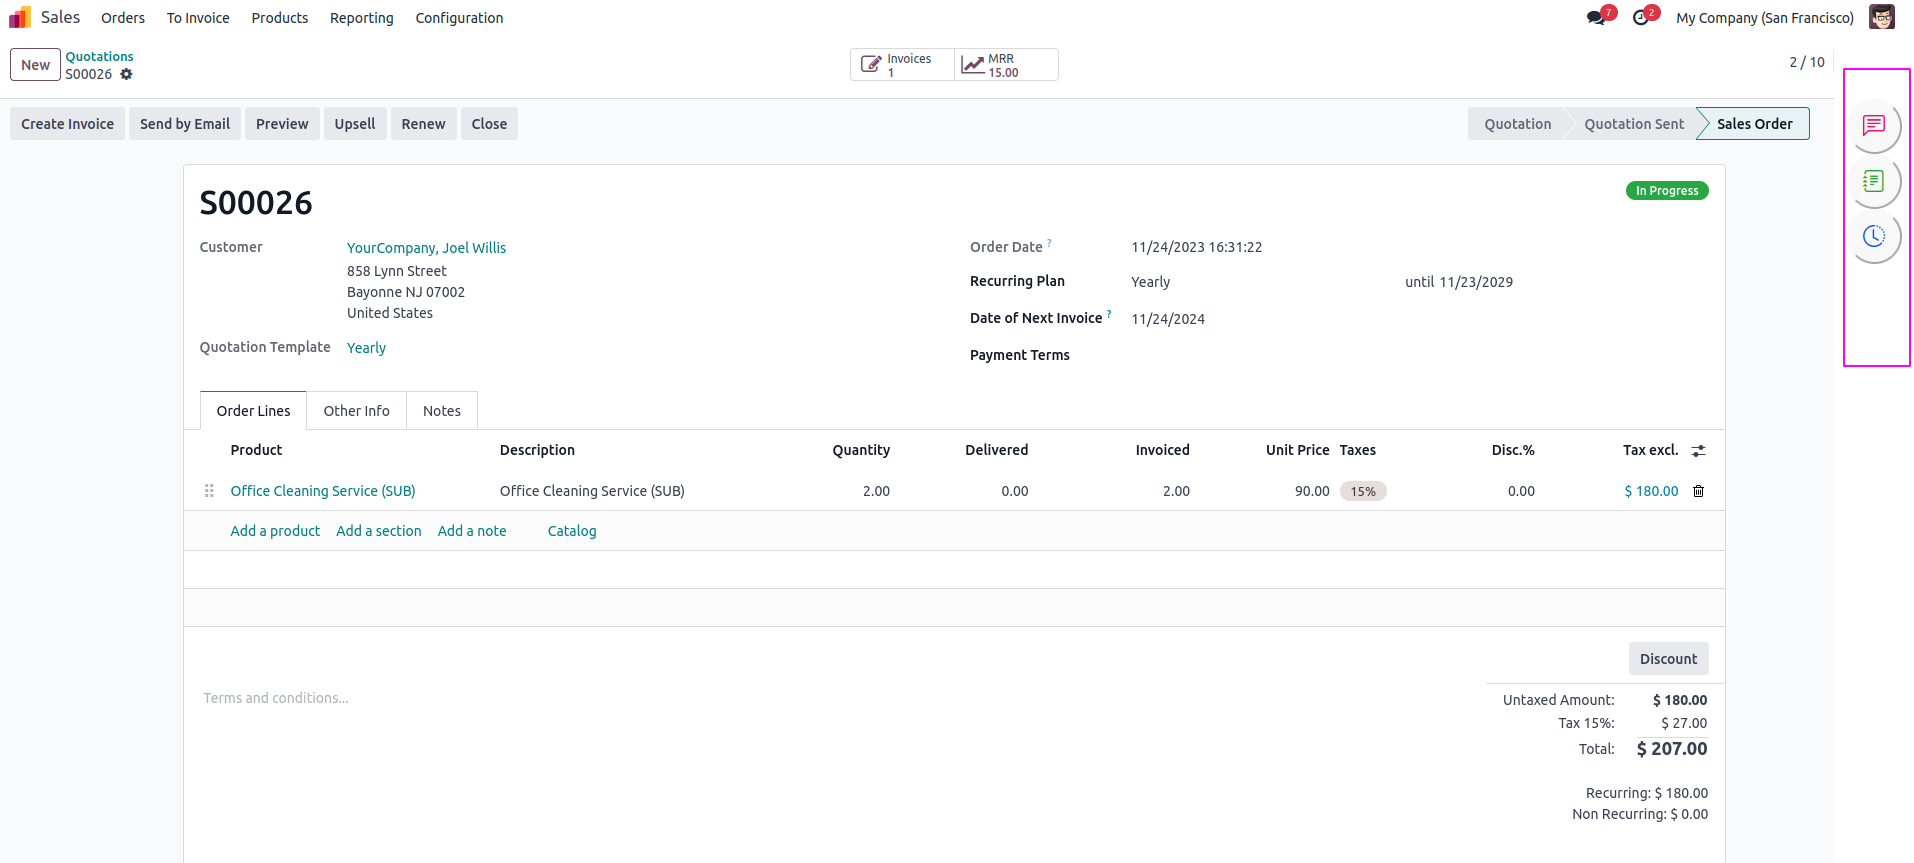 Sales Orders To Invoice Products Reporting Configuration 7 2 My Company (San Francisco)
New Quotations Invoices MRR 2 / 10
S00026 1 15.00
Create Invoice Send by Email Preview Upsell Renew Close Quotation Quotation Sent Sales Order
S00026 In Progress
Customer YourCompany, Joel Willis Order Date ? 11/24/2023 16:31:22
858 Lynn Street
Bayonne NJ 07002
United States
Recurring Plan Yearly until 11/23/2029
Date of Next Invoice ? 11/24/2024
Quotation Template Yearly Payment Terms
Order Lines Other Info Notes
Product Description Quantity Delivered Invoiced Unit Price Taxes Disc.% Tax excl.
Office Cleaning Service (SUB) Office Cleaning Service (SUB) 2.00 0.00 2.00 90.00 15% 0.00 $ 180.00
Add a product Add a section Add a note Catalog
Discount
Terms and conditions...
Untaxed Amount: $ 180.00
Tax 15%: $ 27.00
Total: $ 207.00
Recurring: $ 180.00
Non Recurring: $ 0.00